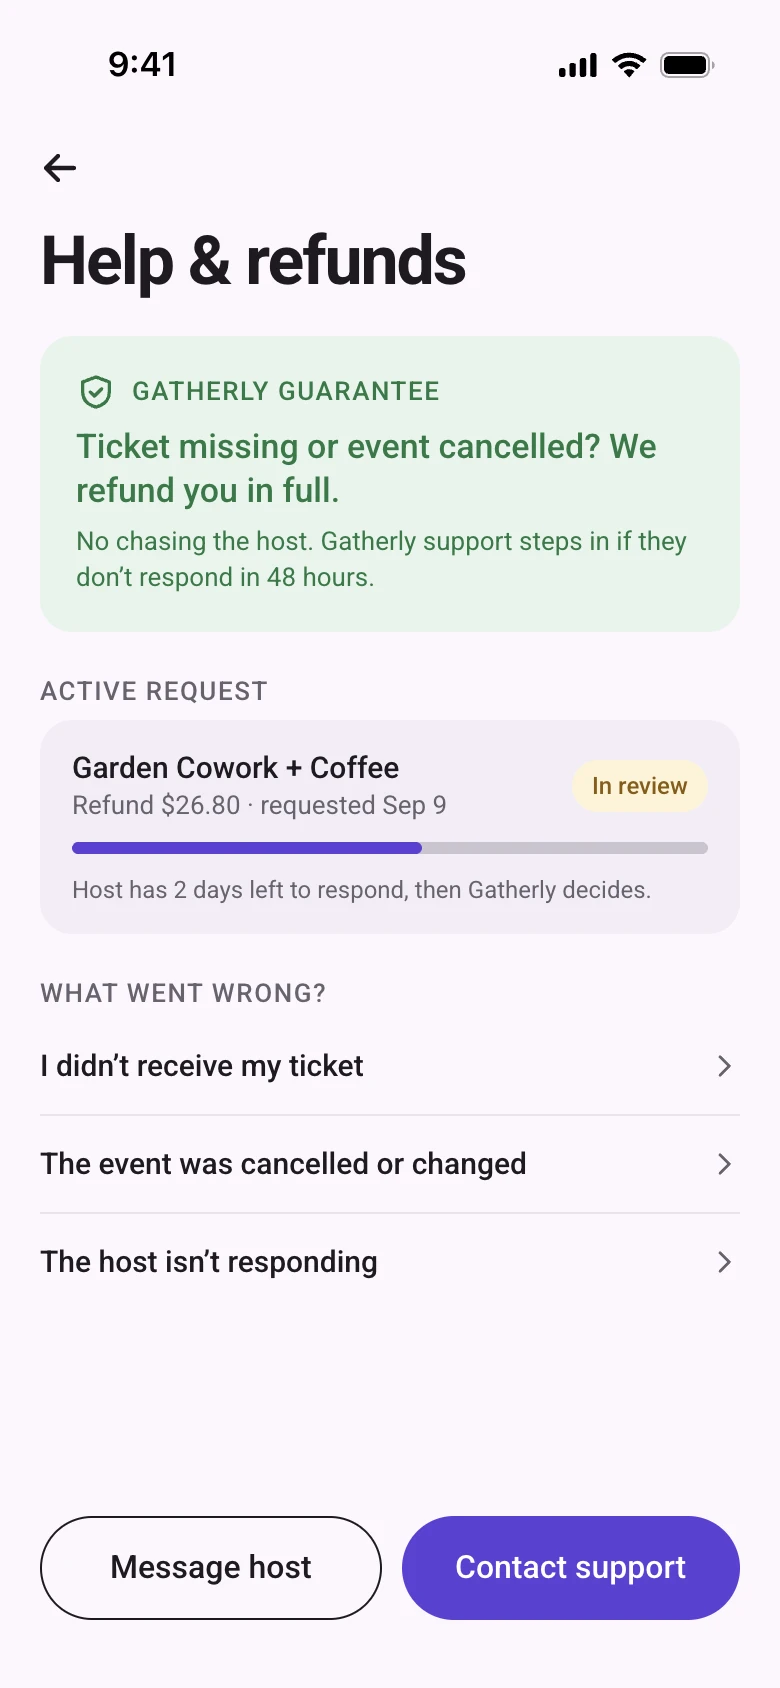 9:41
Help & refunds
GATHERLY GUARANTEE
Ticket missing or event cancelled? We
refund you in full.
No chasing the host. Gatherly support steps in if they
don’t respond in 48 hours.
ACTIVE REQUEST
Garden Cowork + Coffee
Refund $26.80 · requested Sep 9
In review
Host has 2 days left to respond, then Gatherly decides.
WHAT WENT WRONG?
I didn’t receive my ticket
The event was cancelled or changed
The host isn’t responding
Message host
Contact support